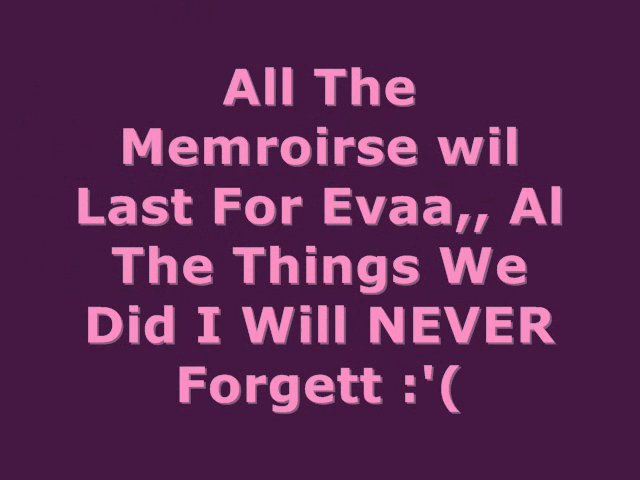 All The
Memroirse wil
Last For Evaa,, Al
The Things We
Did I Will NEVER
Forgett :'(